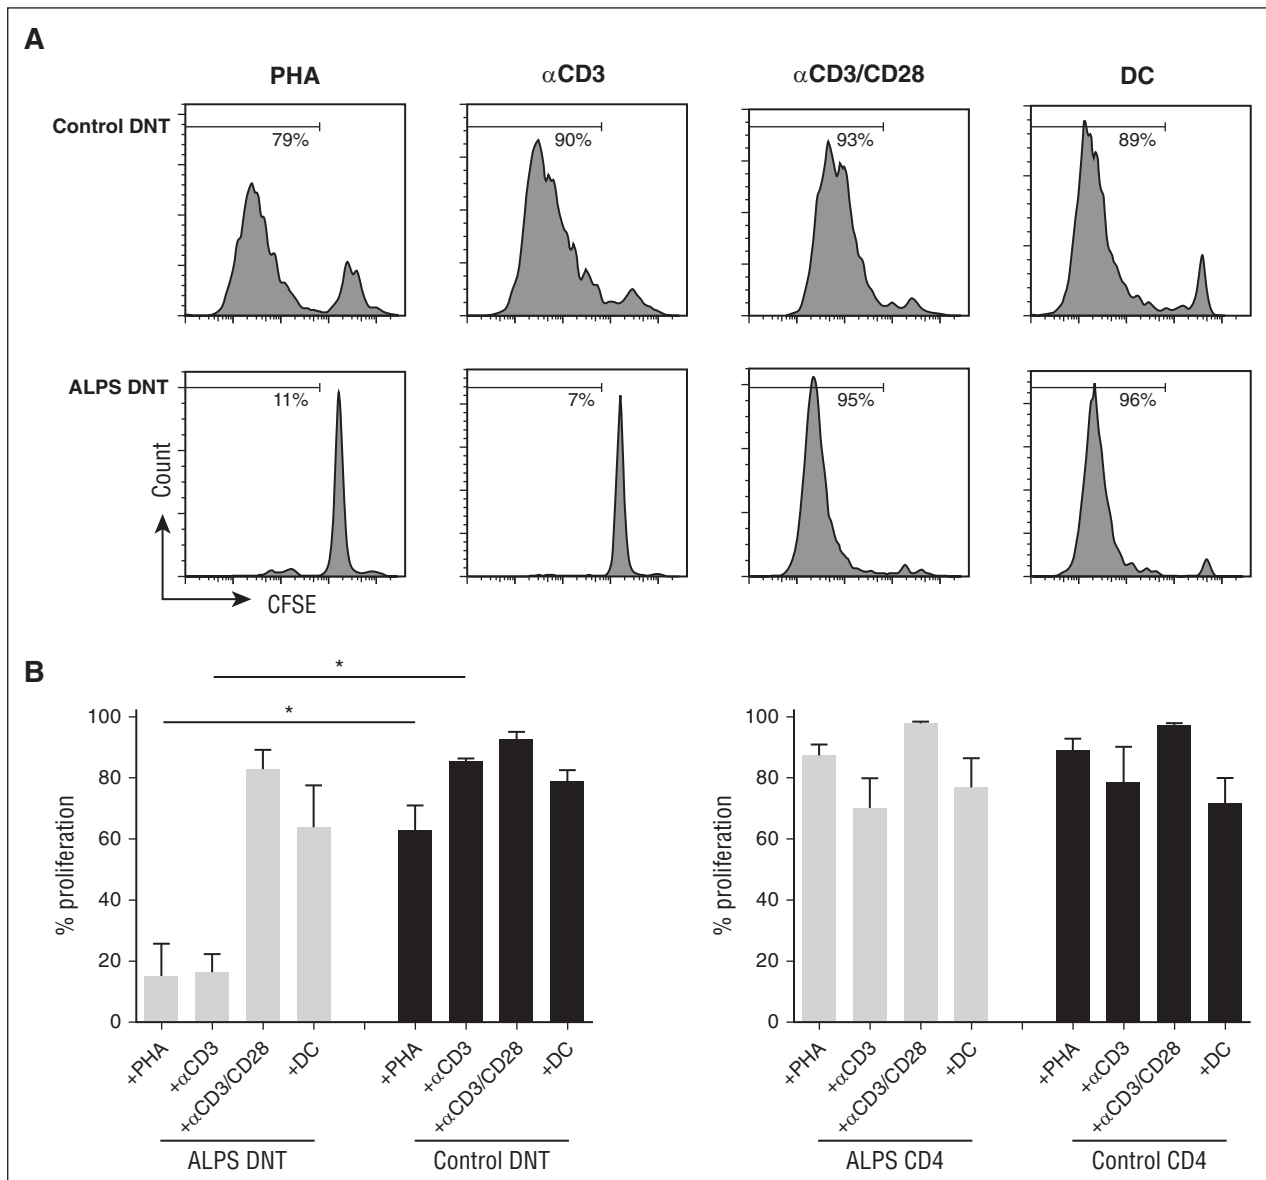 A
PHA αCD3 αCD3/CD28 DC
Control DNT
79% 90% 93% 89%
ALPS DNT
11% 7% 95% 96%
Count
CFSE
B
*
*
% proliferation
100
80
60
40
20
0
+PHA +αCD3 +αCD3/CD28 +DC +PHA +αCD3 +αCD3/CD28 +DC
ALPS DNT Control DNT
% proliferation
100
80
60
40
20
0
+PHA +αCD3 +αCD3/CD28 +DC +PHA +αCD3 +αCD3/CD28 +DC
ALPS CD4 Control CD4